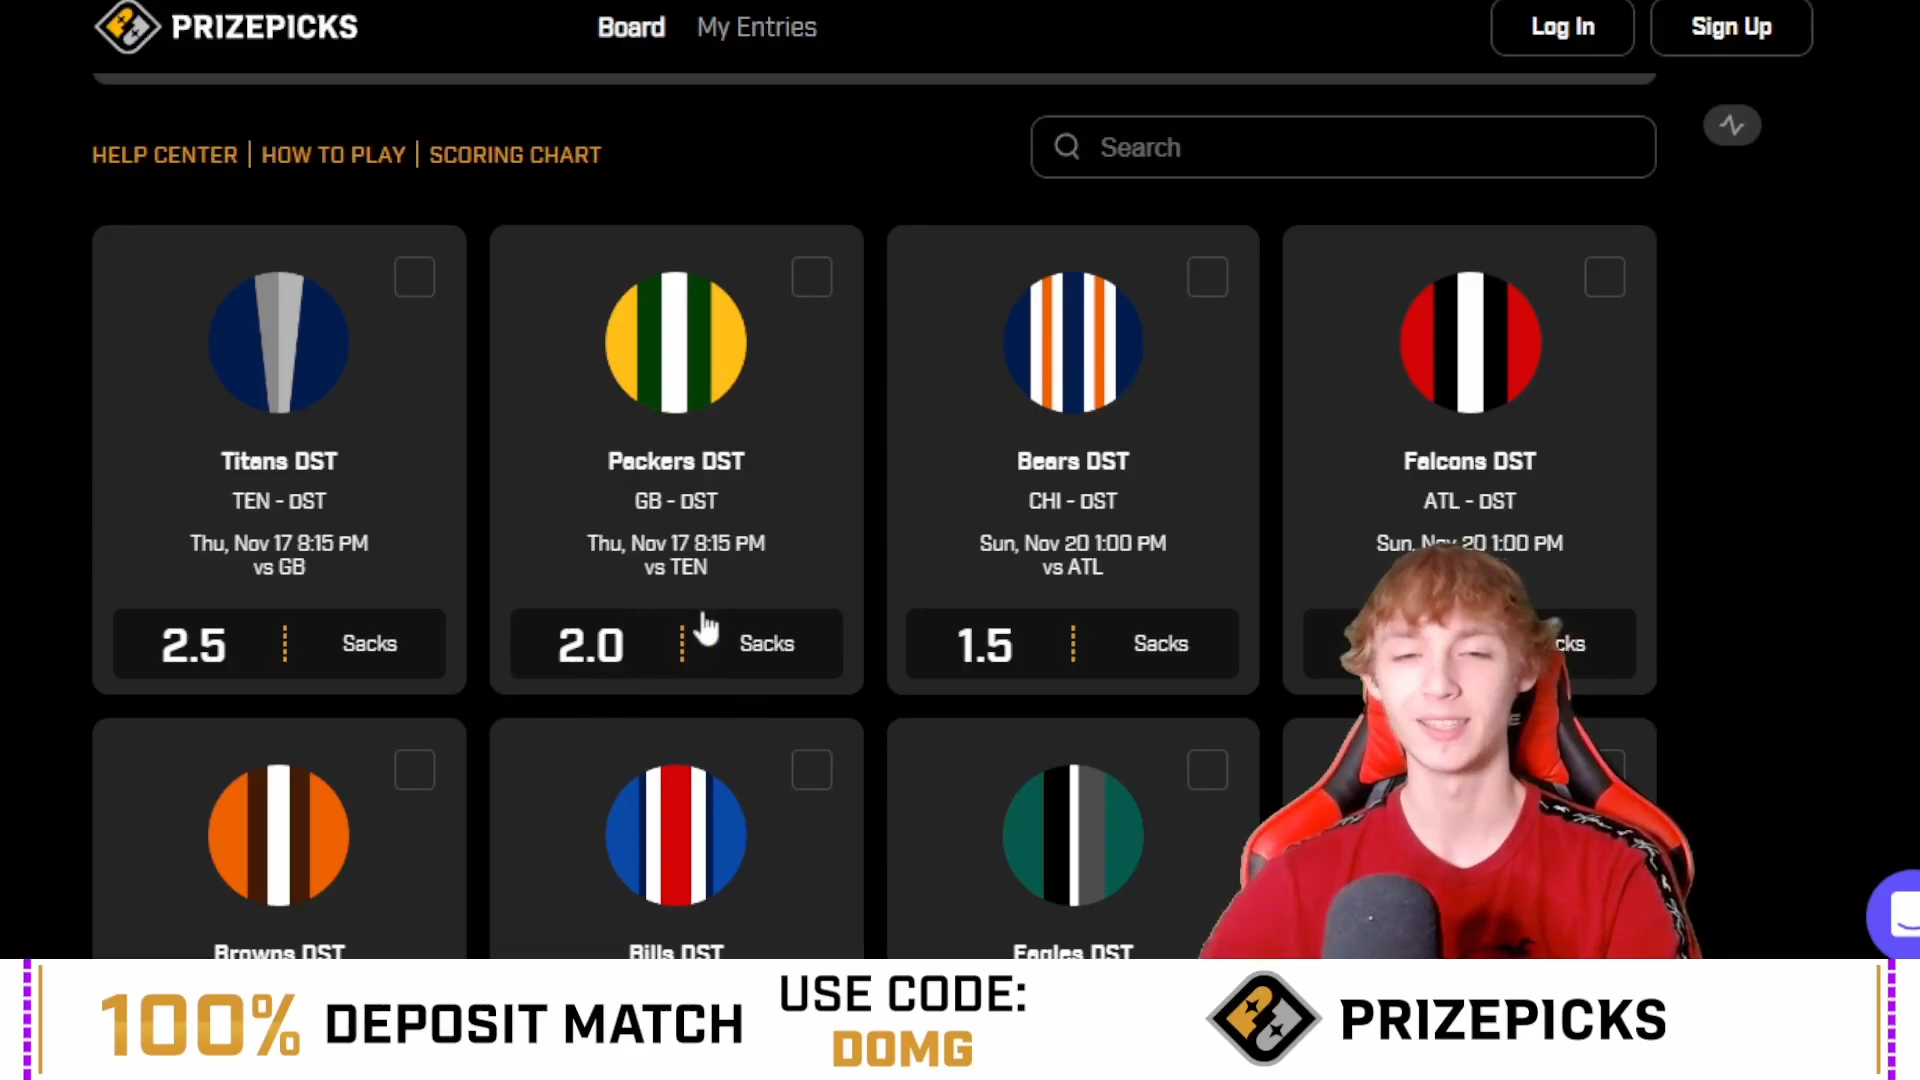 PRIZEPICKS
Board
My Entries
Log In
Sign Up
HELP CENTER | HOW TO PLAY | SCORING CHART
Search
Titans DST
TEN - DST
Thu, Nov 17 8:15 PM
vs GB
2.5
Sacks
Packers DST
GB - DST
Thu, Nov 17 8:15 PM
vs TEN
2.0
Sacks
Bears DST
CHI - DST
Sun, Nov 20 1:00 PM
vs ATL
1.5
Sacks
Falcons DST
ATL - DST
Sun, Nov 20 1:00 PM
cks
Browns DST
Bills DST
Eagles DST
100% DEPOSIT MATCH
USE CODE:
DOMG
PRIZEPICKS